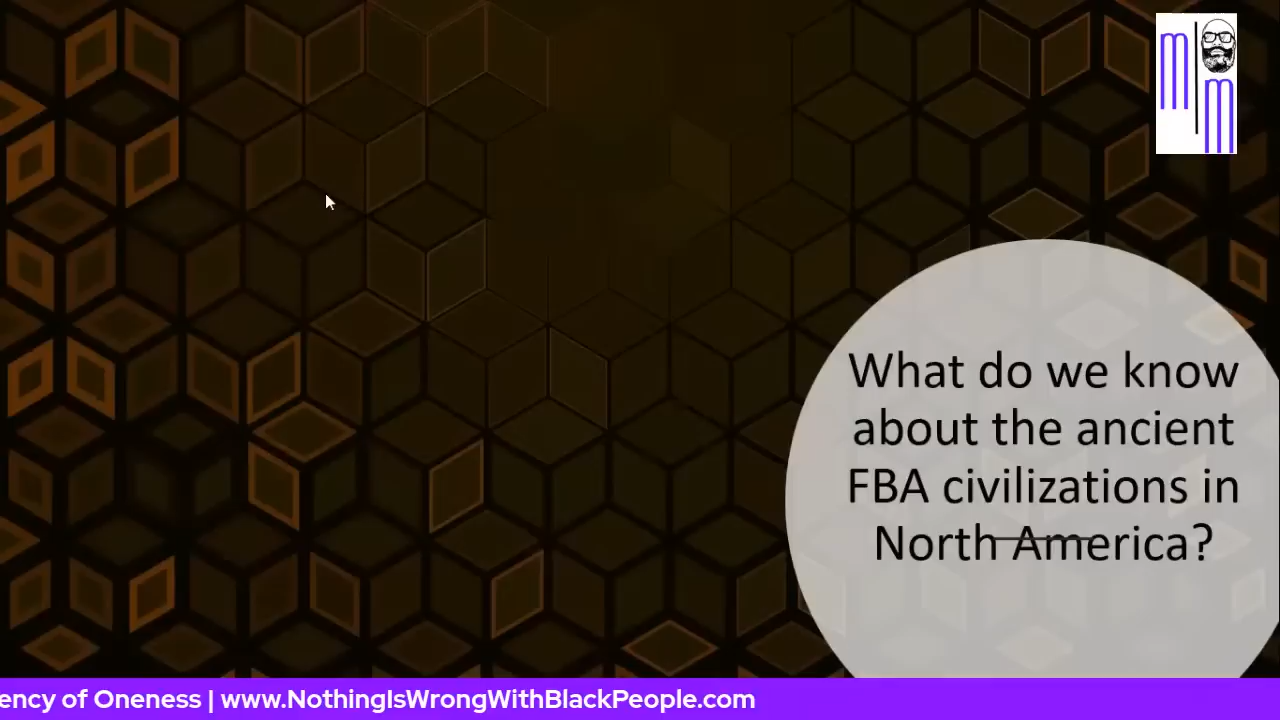 m
m
What do we know
about the ancient
FBA civilizations in
North America?
ency of Oneness | www.NothingIsWrongWithBlackPeople.com